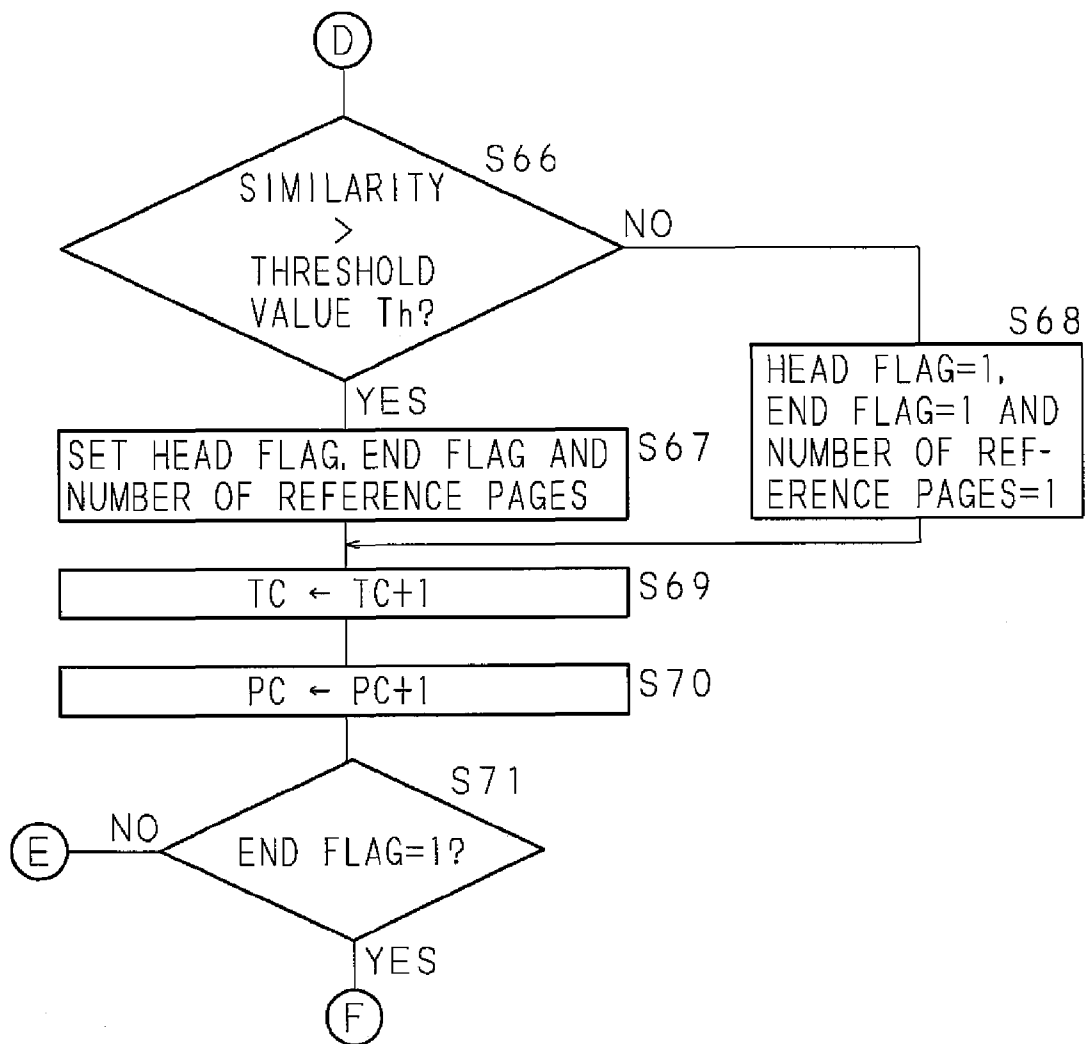 D
S66
SIMILARITY
>
THRESHOLD
VALUE Th?
NO
YES
S68
HEAD FLAG=1,
END FLAG=1 AND
NUMBER OF REF-
ERENCE PAGES=1
SET HEAD FLAG, END FLAG AND
NUMBER OF REFERENCE PAGES
S67
TC ← TC+1
S69
PC ← PC+1
S70
S71
END FLAG=1?
NO
E
YES
F